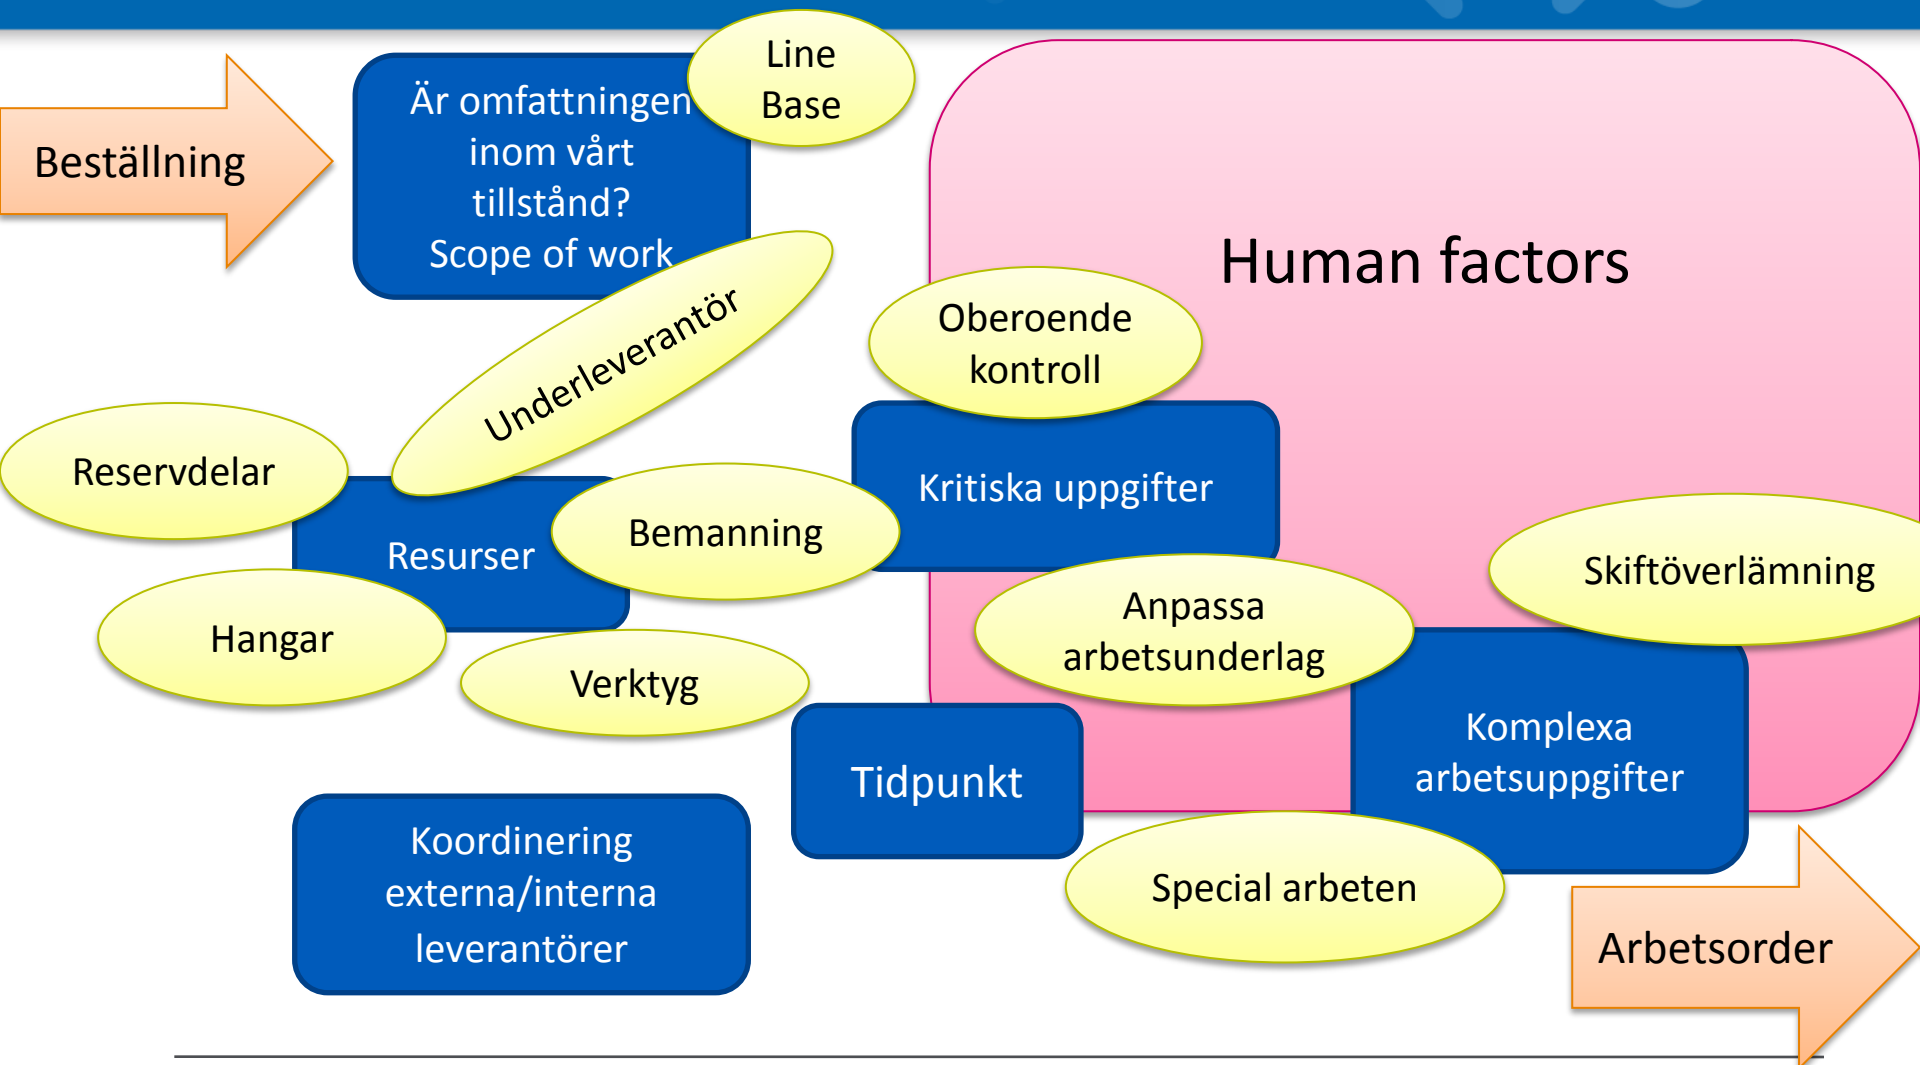 Line
Base
Beställning
Är omfattningen
inom vårt
tillstånd?
Scope of work
Human factors
Underleverantör
Oberoende
kontroll
Reservdelar
Kritiska uppgifter
Resurser
Bemanning
Skiftöverlämning
Hangar
Anpassa
arbetsunderlag
Verktyg
Komplexa
arbetsuppgifter
Tidpunkt
Koordinering
externa/interna
leverantörer
Special arbeten
Arbetsorder